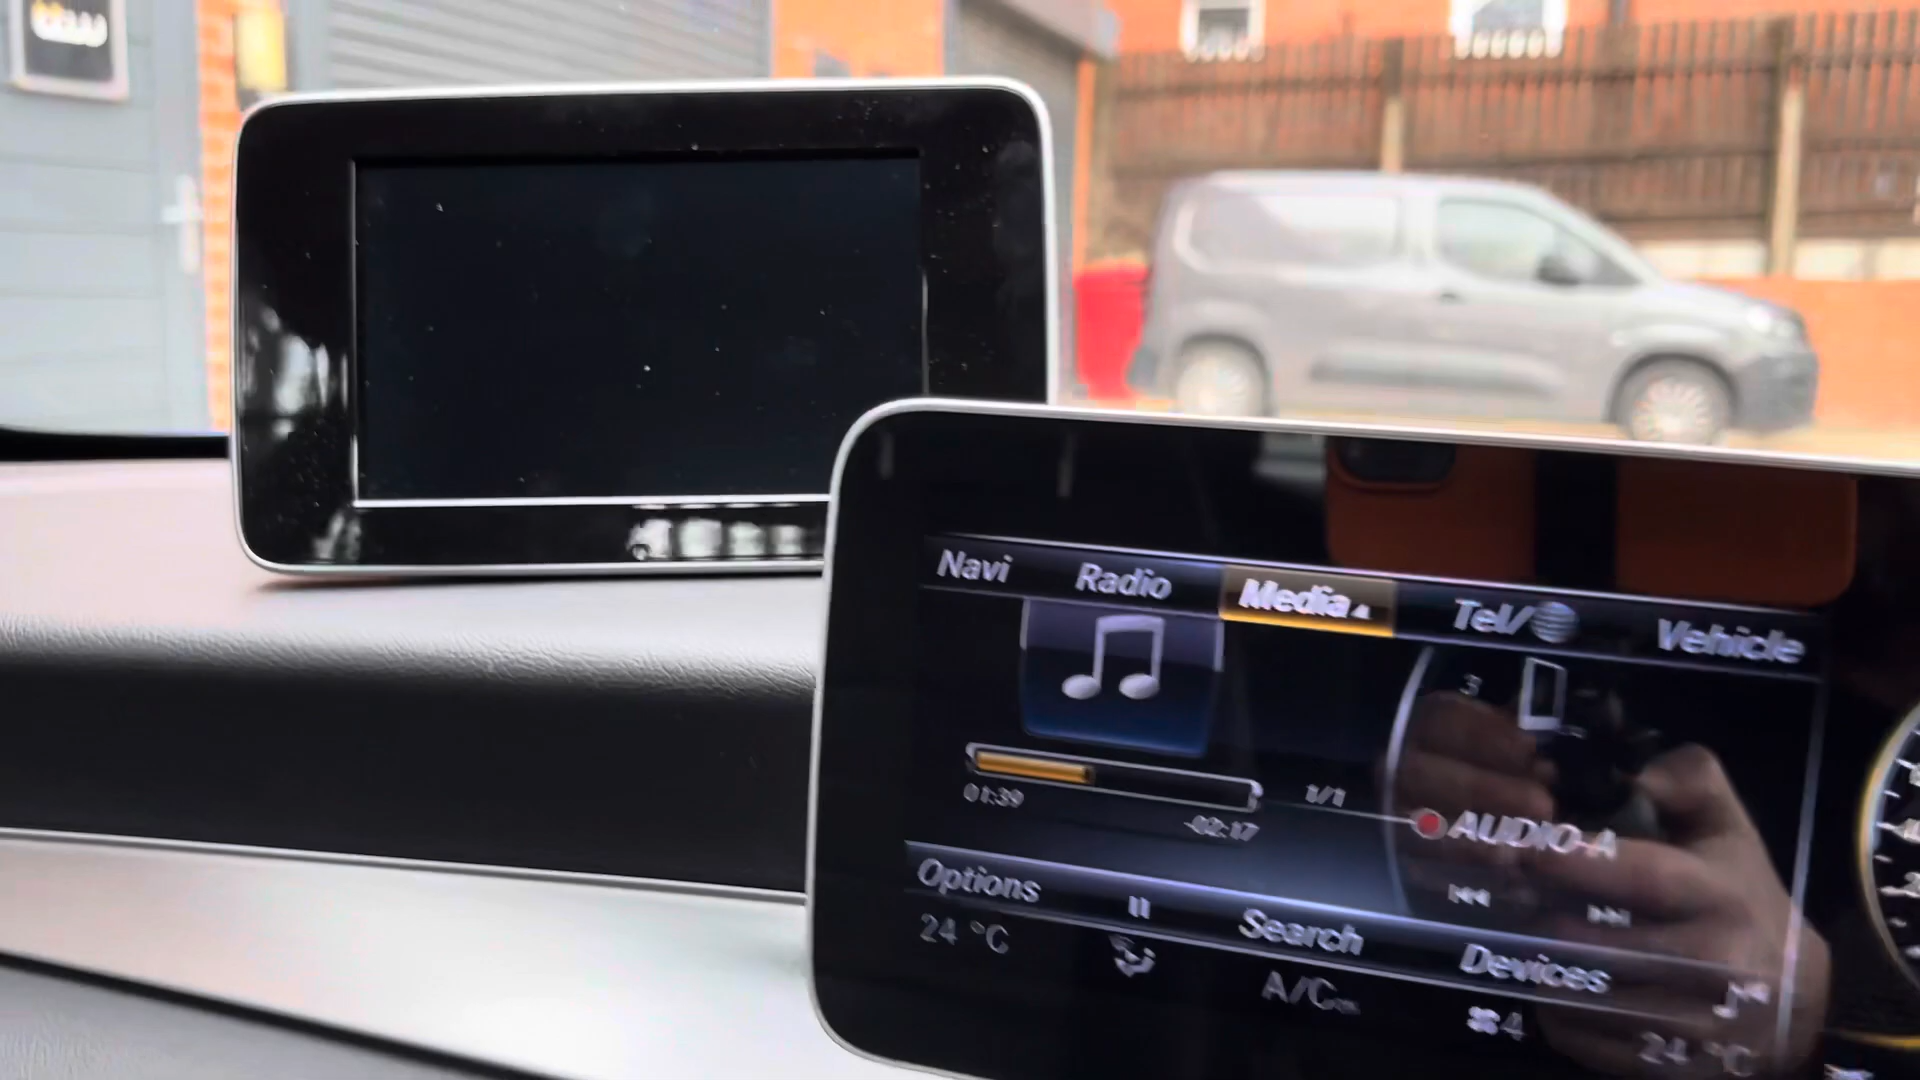 Navi Radio Media Tel/ Vehicle
3
01:39 -02:17 1/1
AUDIO-A
Options Search Devices
24 °C A/C 4 24 °C